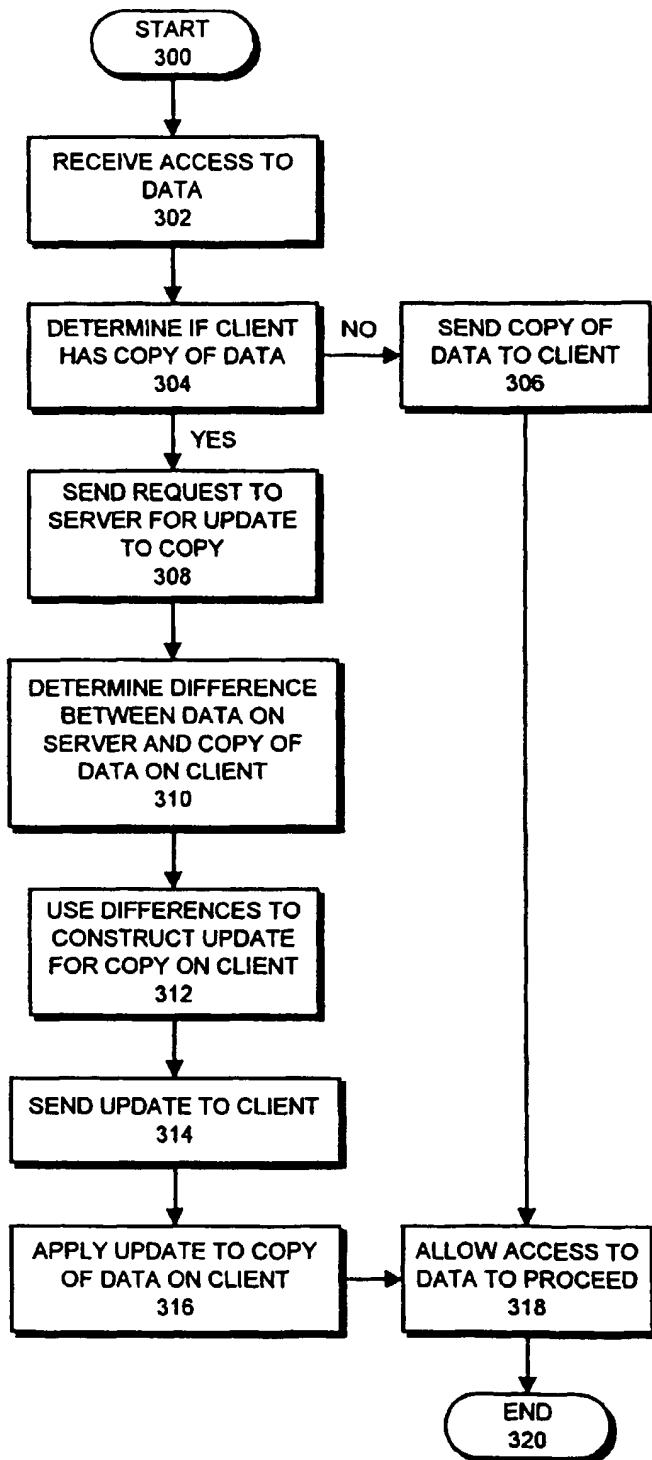 START
300
RECEIVE ACCESS TO
DATA
302
DETERMINE IF CLIENT
HAS COPY OF DATA
304
NO
SEND COPY OF
DATA TO CLIENT
306
YES
SEND REQUEST TO
SERVER FOR UPDATE
TO COPY
308
DETERMINE DIFFERENCE
BETWEEN DATA ON
SERVER AND COPY OF
DATA ON CLIENT
310
USE DIFFERENCES TO
CONSTRUCT UPDATE
FOR COPY ON CLIENT
312
SEND UPDATE TO CLIENT
314
APPLY UPDATE TO COPY
OF DATA ON CLIENT
316
ALLOW ACCESS TO
DATA TO PROCEED
318
END
320